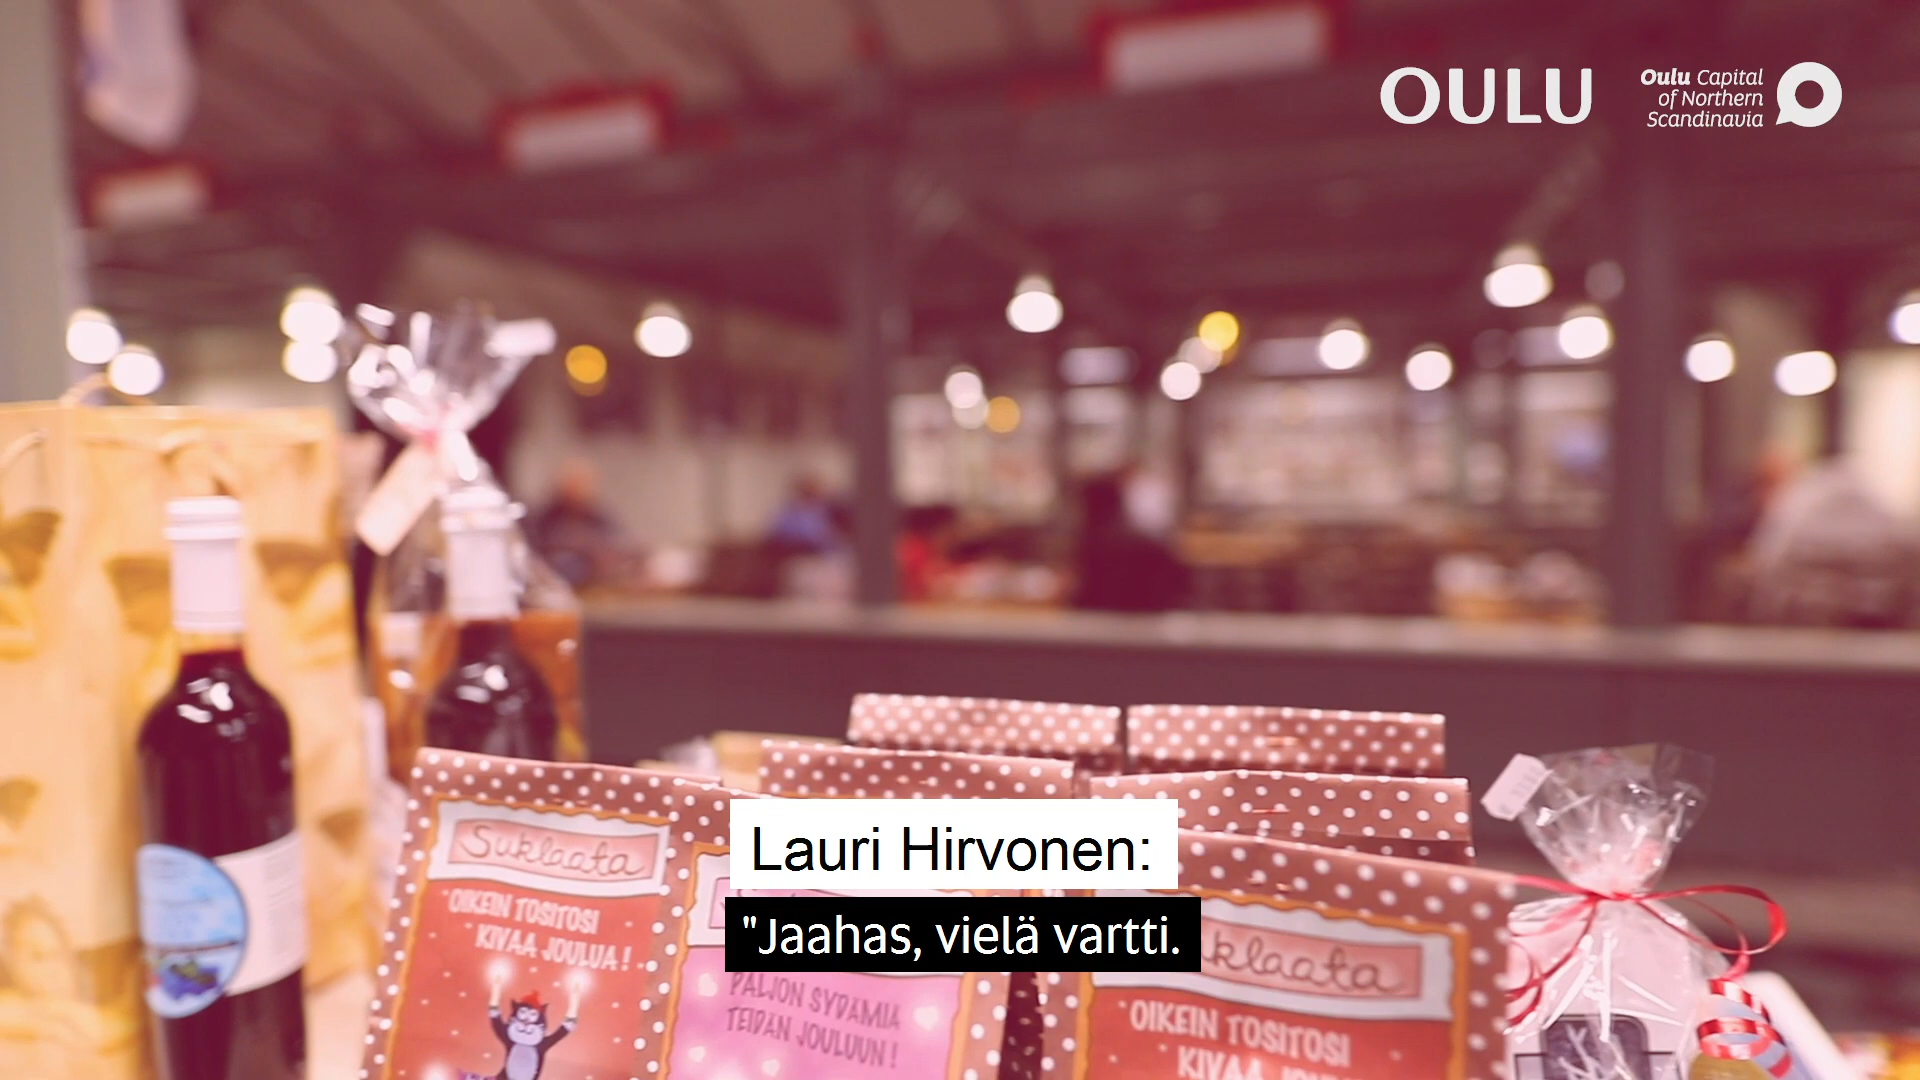 OULU
Oulu Capital
of Northern
Scandinavia
Lauri Hirvonen:
"Jaahas, vielä vartti.
Suklaata
OIKEIN TOSITOSI
KIVAA JOULUA!
PALJON SYDÄMIÄ
TEIDÄN JOULUUN!
klaata
OIKEIN TOSITOSI
KIVAA